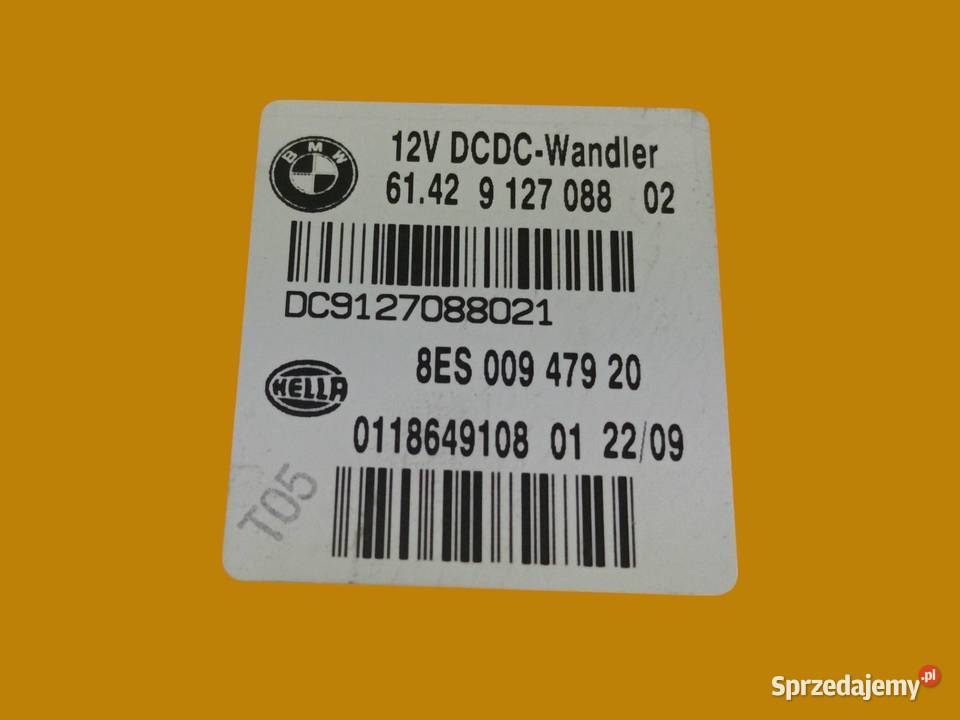 BMW
12V DCDC-Wandler
61.42 9 127 088 02
DC9127088021
8ES 009 479 20
HELLA
0118649108 01 22/09
T05
Sprzedajemy.pl